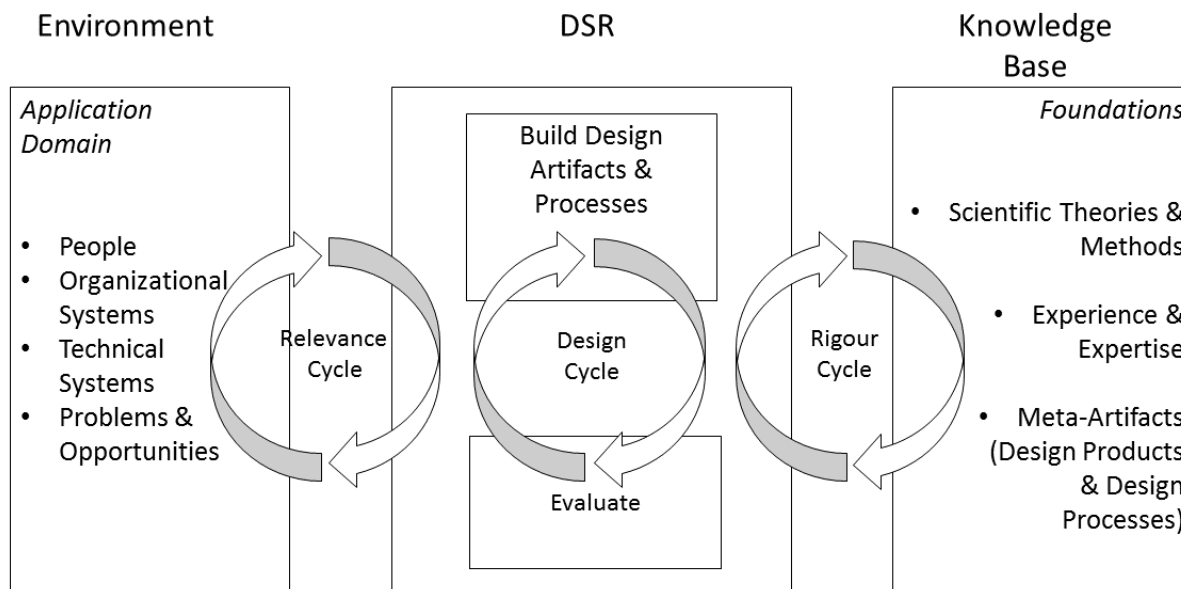 Environment
DSR
Knowledge
Base
Application
Domain
• People
• Organizational
Systems
• Technical
Systems
• Problems &
Opportunities
Relevance
Cycle
Build Design
Artifacts &
Processes
Design
Cycle
Evaluate
Rigour
Cycle
Foundations
• Scientific Theories &
Methods
• Experience &
Expertise
• Meta-Artifacts
(Design Products
& Design
Processes)